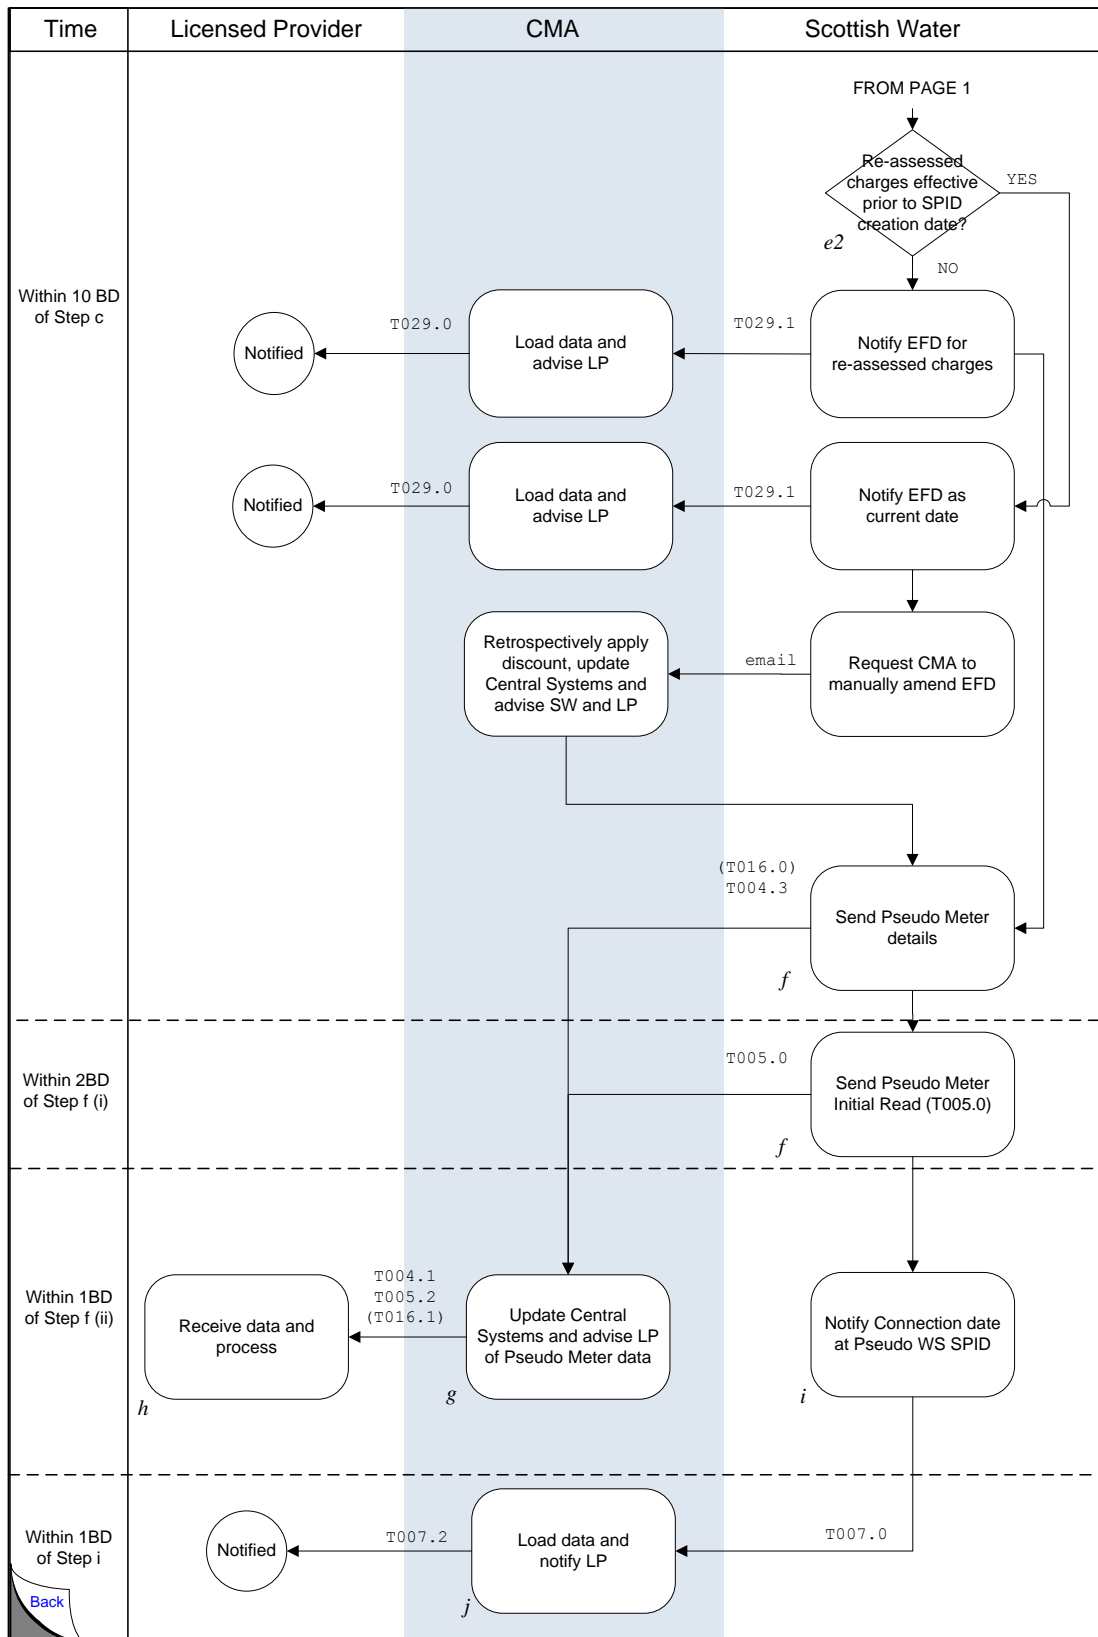 Time
Licensed Provider
CMA
Scottish Water
FROM PAGE 1
Re-assessed
charges effective
prior to SPID
creation date?
YES
e2
NO
Within 10 BD
of Step c
Notified
T029.0
Load data and
advise LP
T029.1
Notify EFD for
re-assessed charges
Notified
T029.0
Load data and
advise LP
T029.1
Notify EFD as
current date
Retrospectively apply
discount, update
Central Systems and
advise SW and LP
email
Request CMA to
manually amend EFD
(T016.0)
T004.3
Send Pseudo Meter
details
f
Within 2BD
of Step f (i)
T005.0
Send Pseudo Meter
Initial Read (T005.0)
f
Within 1BD
of Step f (ii)
Receive data and
process
h
T004.1
T005.2
(T016.1)
Update Central
Systems and advise LP
of Pseudo Meter data
g
Notify Connection date
at Pseudo WS SPID
i
Within 1BD
of Step i
Notified
T007.2
Load data and
notify LP
j
T007.0
Back